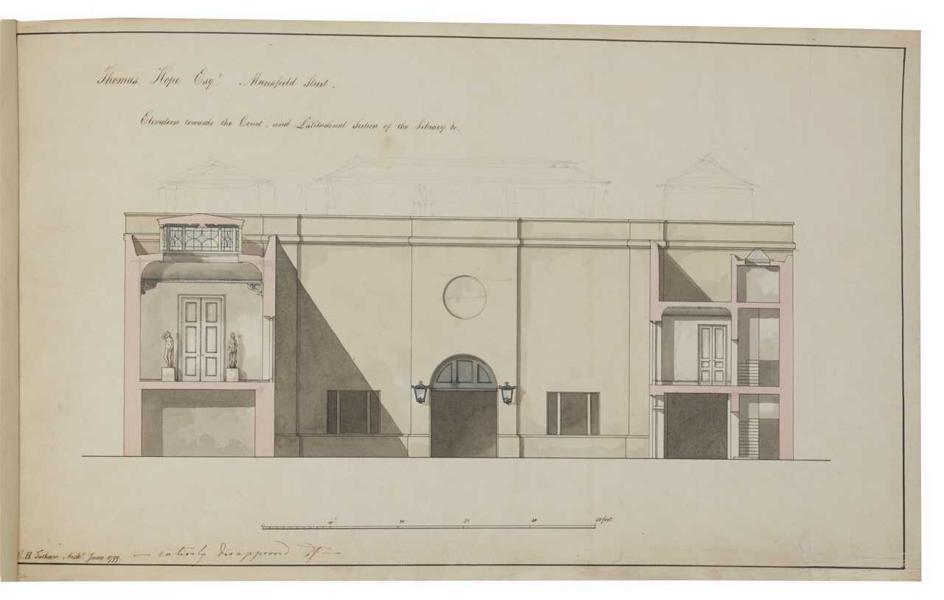 Thomas Hope Esqr. Mansfield Street.
Elevation towards the Court, and Latitudinal Section of the Library &c.
10 20 30 40 50 feet
H. Tatham Archt. June 1799. — entirely disapproved of —